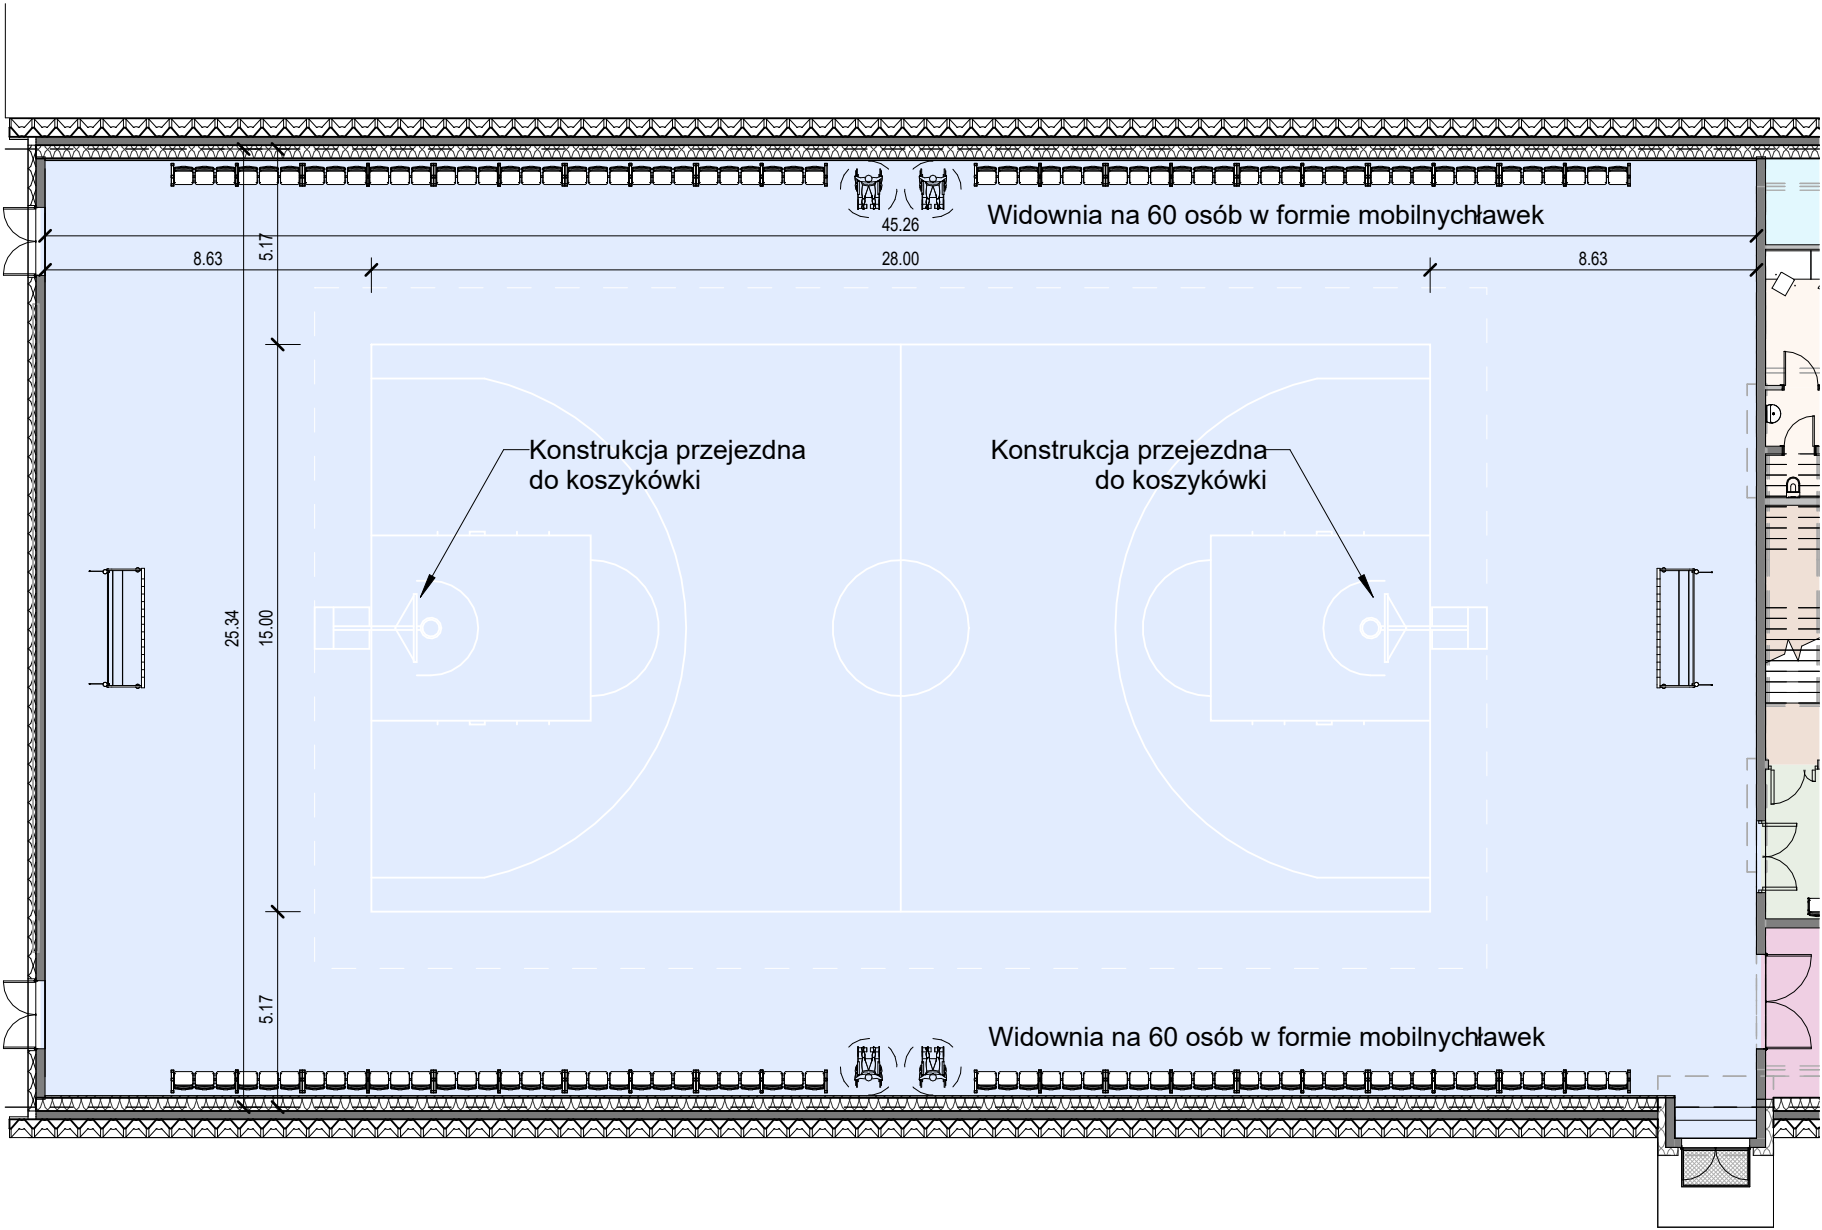 Widownia na 60 osób w formie mobilnychławek
45.26
5.17
8.63
28.00
8.63
Konstrukcja przejezdna
do koszykówki
Konstrukcja przejezdna
do koszykówki
25.34
15.00
5.17
Widownia na 60 osób w formie mobilnychławek